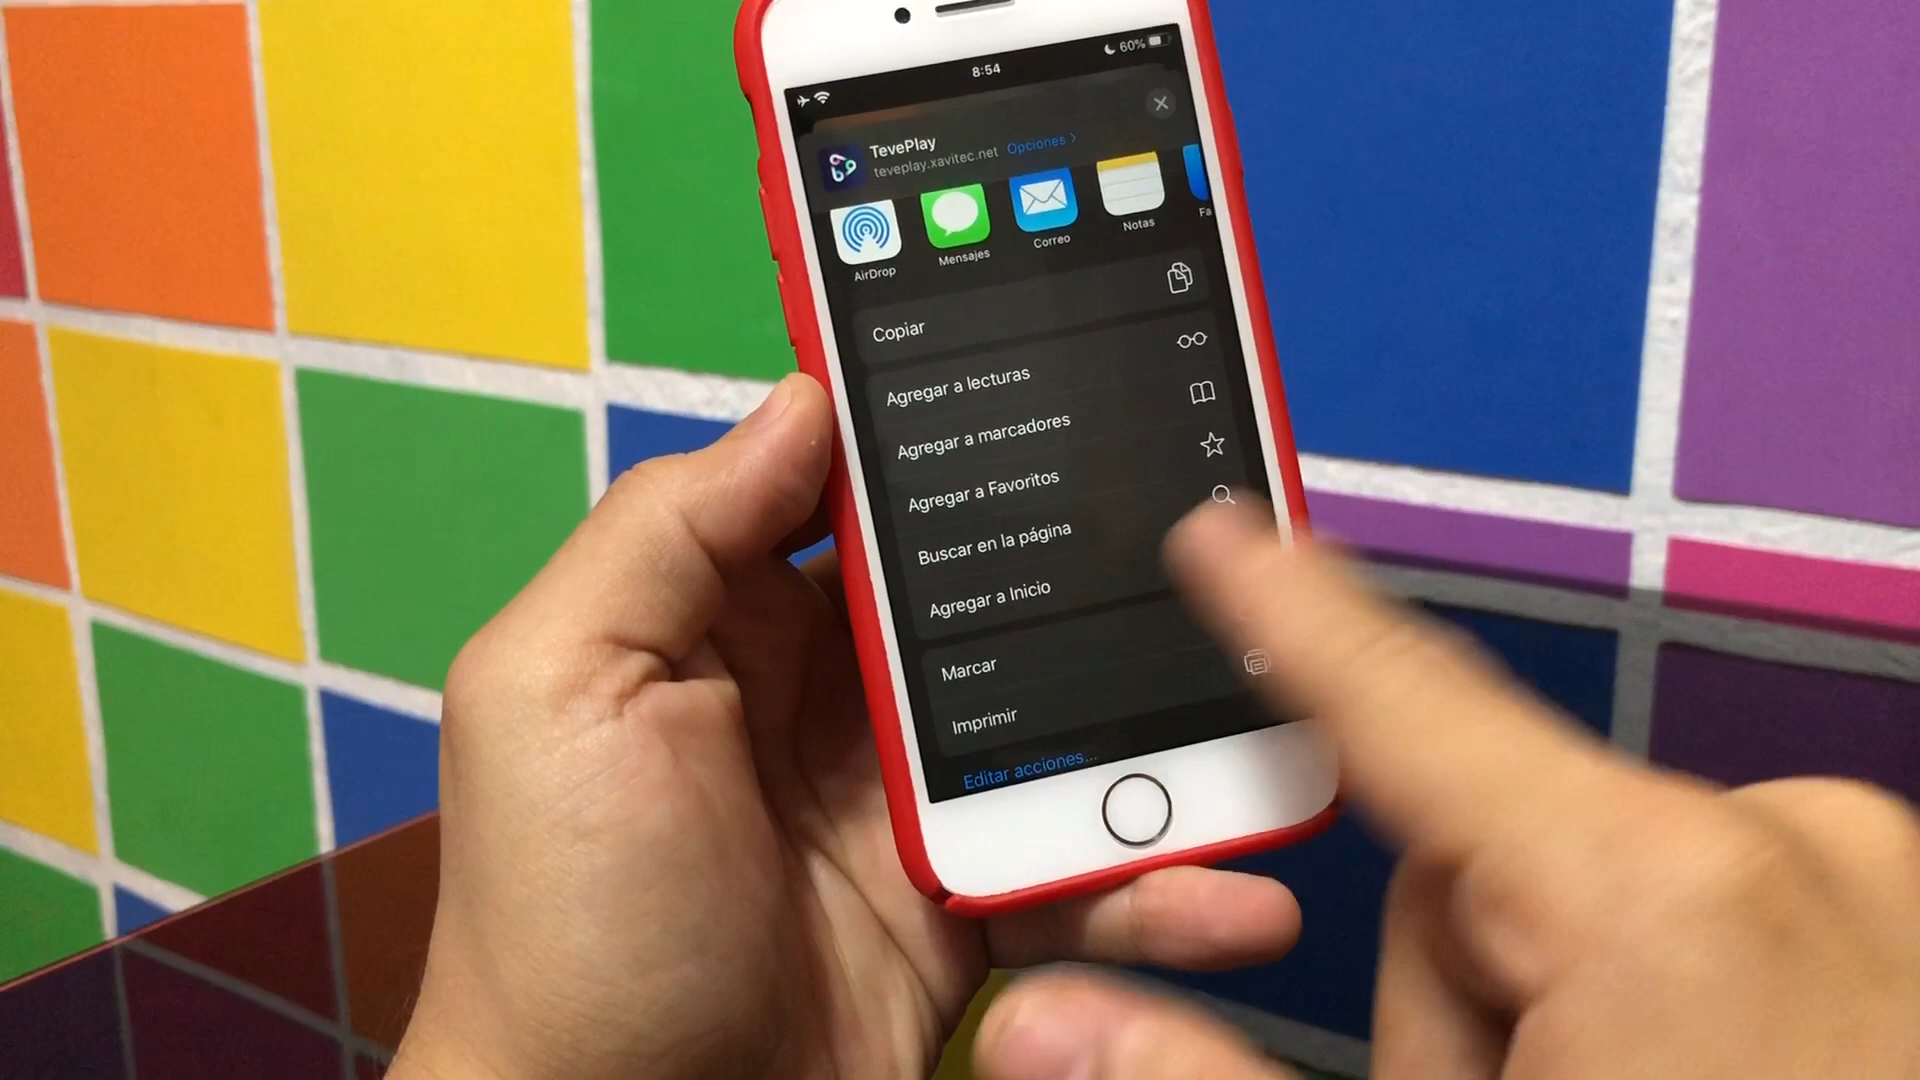 60%
8:54
TevePlay
teveplay.xavitec.net Opciones >
AirDrop
Mensajes
Correo
Notas
Fa
Copiar
Agregar a lecturas
Agregar a marcadores
Agregar a Favoritos
Buscar en la página
Agregar a Inicio
Marcar
Imprimir
Editar acciones...